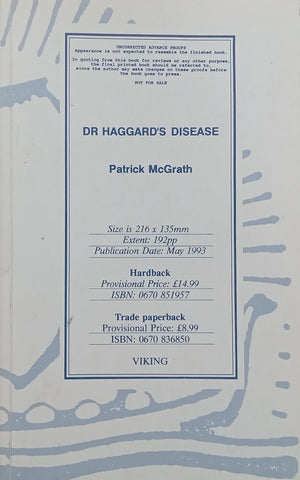 UNCORRECTED ADVANCE PROOFS
Appearance is not expected to resemble the finished book.
In quoting from this book for reviews or any other purpose,
the final printed book should be referred to,
since the author may make changes on these proofs before
the book goes to press.
NOT FOR SALE
DR HAGGARD'S DISEASE
Patrick McGrath
Size is 216 x 135mm
Extent: 192pp
Publication Date: May 1993
Hardback
Provisional Price: £14.99
ISBN: 0670 851957
Trade paperback
Provisional Price: £8.99
ISBN: 0670 836850
VIKING